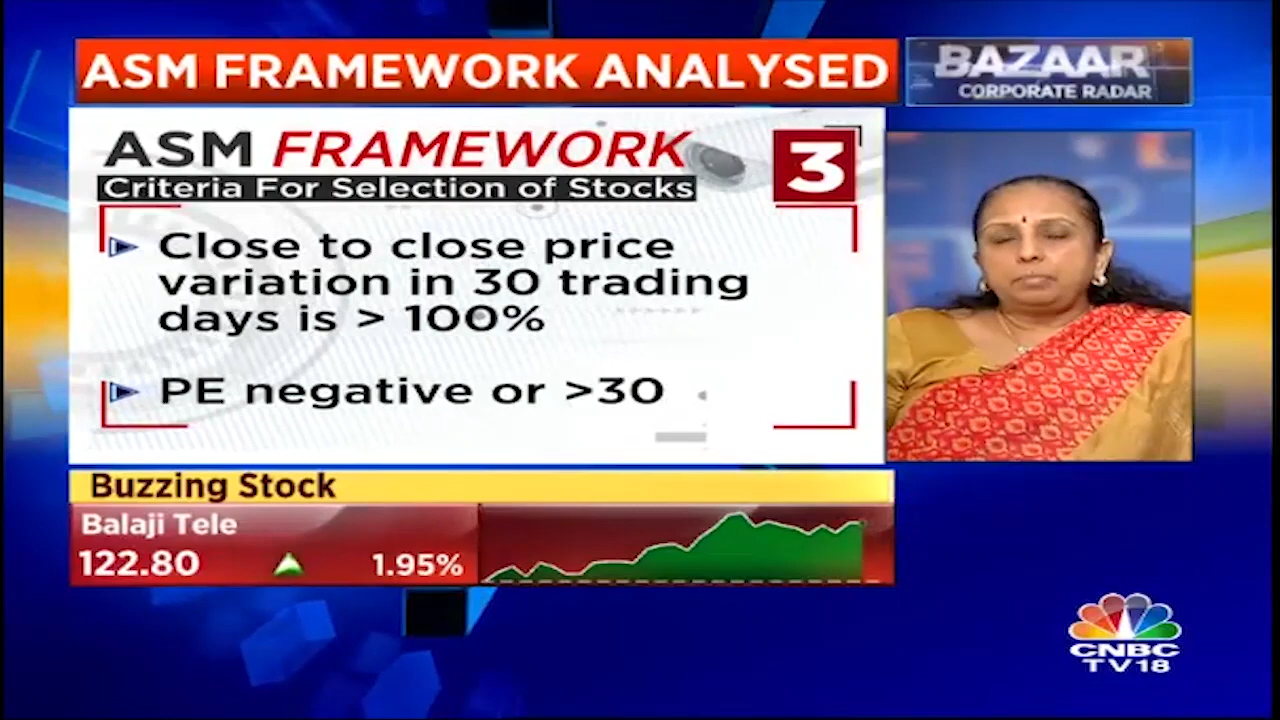 ASM FRAMEWORK ANALYSED
BAZAAR
CORPORATE RADAR
ASM FRAMEWORK
3
Criteria For Selection of Stocks
Close to close price
variation in 30 trading
days is > 100%
PE negative or >30
Buzzing Stock
Balaji Tele
122.80
1.95%
CNBC
TV18